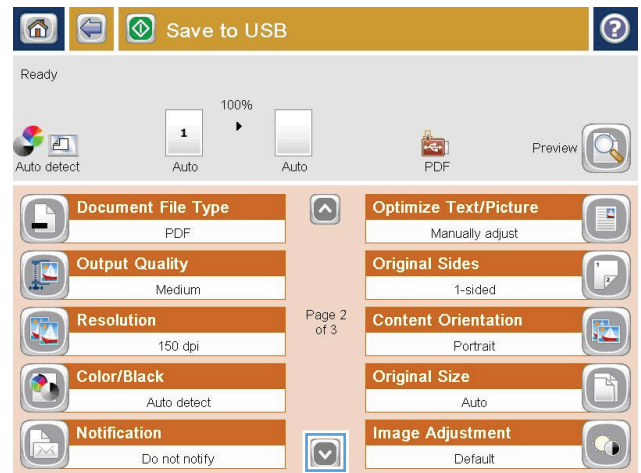 Save to USB
?
Ready
100%
1
Auto detect
Auto
Auto
PDF
Preview
Document File Type
PDF
Output Quality
Medium
Resolution
150 dpi
Color/Black
Auto detect
Notification
Do not notify
Page 2
of 3
Optimize Text/Picture
Manually adjust
Original Sides
1-sided
1
2
Content Orientation
Portrait
Original Size
Auto
Image Adjustment
Default